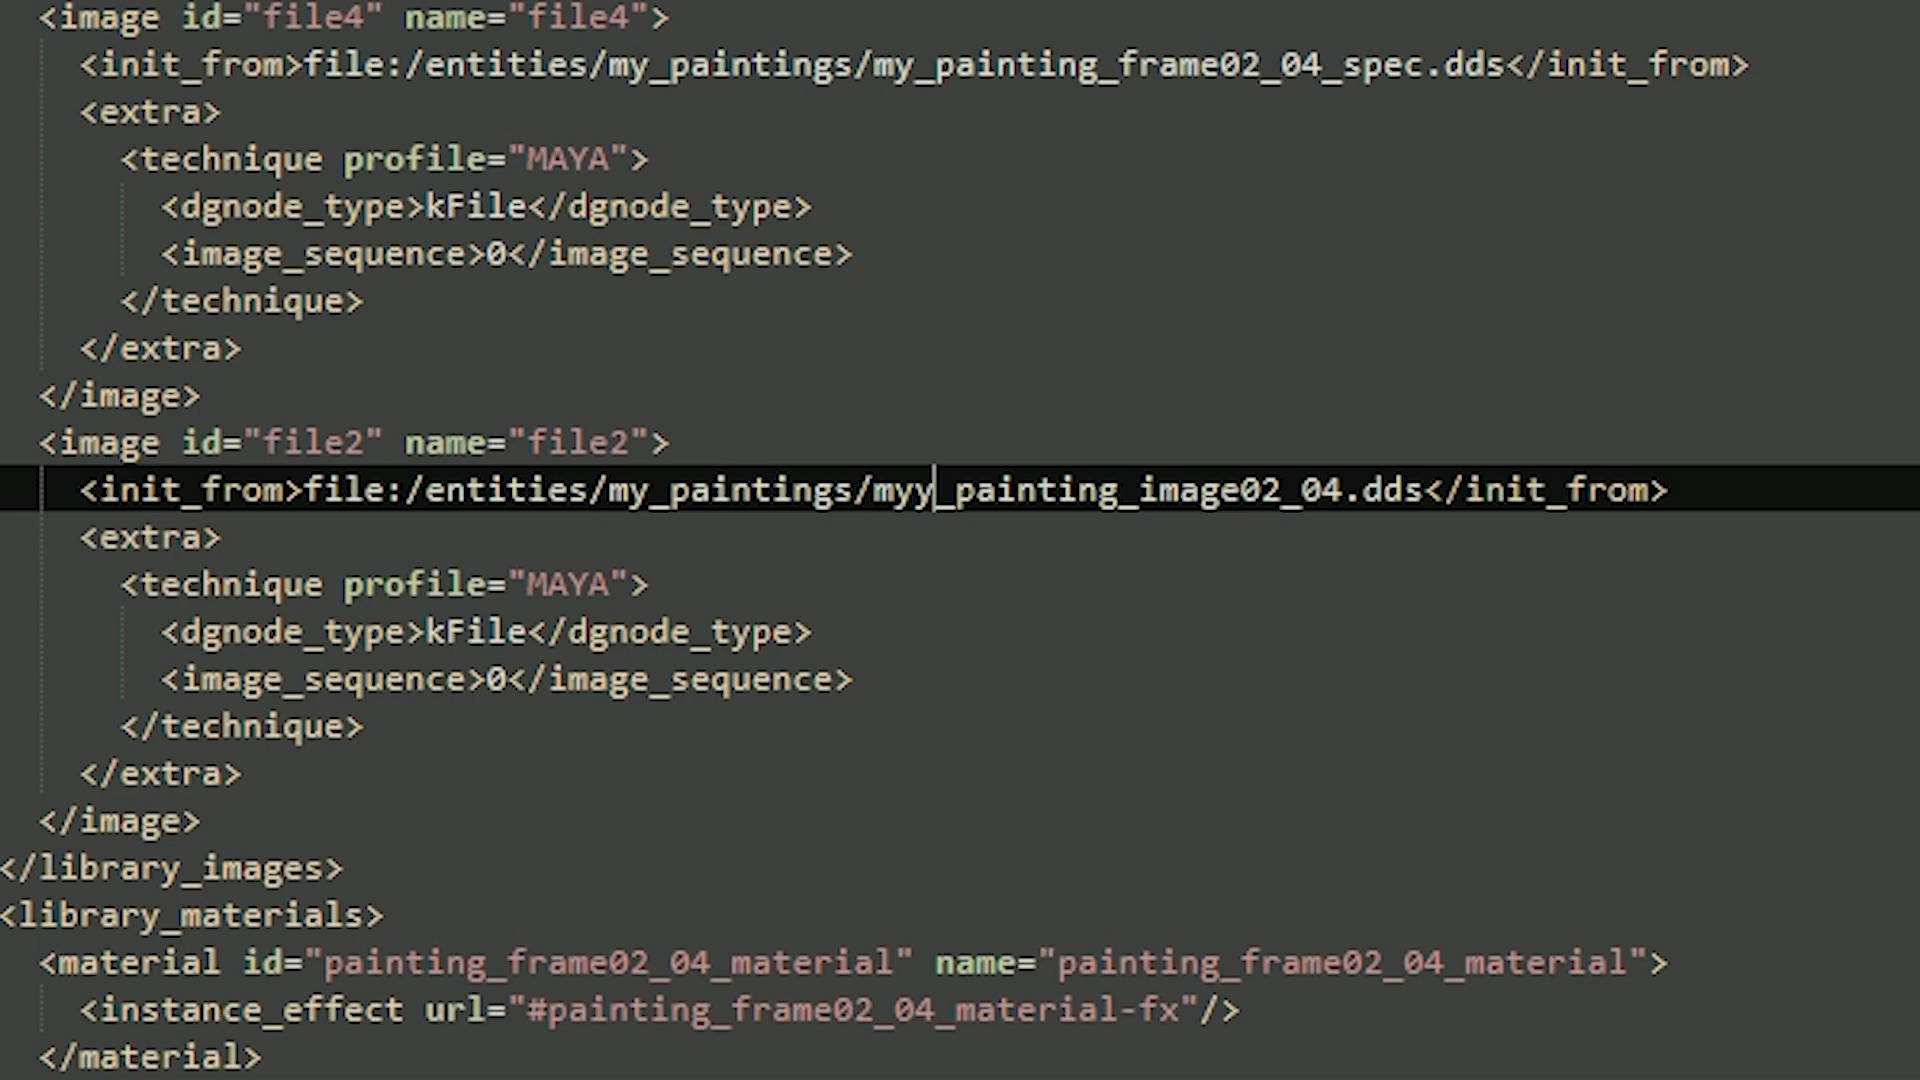 <image id="file4" name="file4">
<init_from>file:/entities/my_paintings/my_painting_frame02_04_spec.dds</init_from>
<extra>
<technique profile="MAYA">
<dgnode_type>kFile</dgnode_type>
<image_sequence>0</image_sequence>
</technique>
</extra>
</image>
<image id="file2" name="file2">
<init_from>file:/entities/my_paintings/myy_painting_image02_04.dds</init_from>
<extra>
<technique profile="MAYA">
<dgnode_type>kFile</dgnode_type>
<image_sequence>0</image_sequence>
</technique>
</extra>
</image>
</library_images>
<library_materials>
<material id="painting_frame02_04_material" name="painting_frame02_04_material">
<instance_effect url="#painting_frame02_04_material-fx"/>
</material>